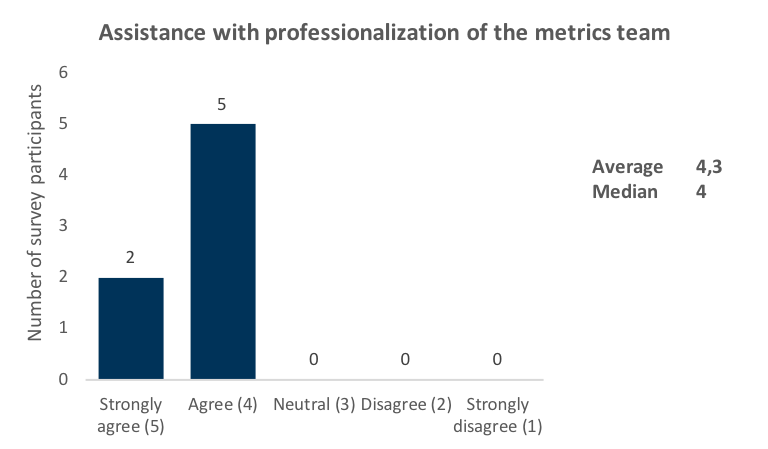 Assistance with professionalization of the metrics team
Number of survey participants
6
5
4
3
2
1
0
2
5
0
0
0
Strongly agree (5)
Agree (4)
Neutral (3)
Disagree (2)
Strongly disagree (1)
Average 4,3
Median 4